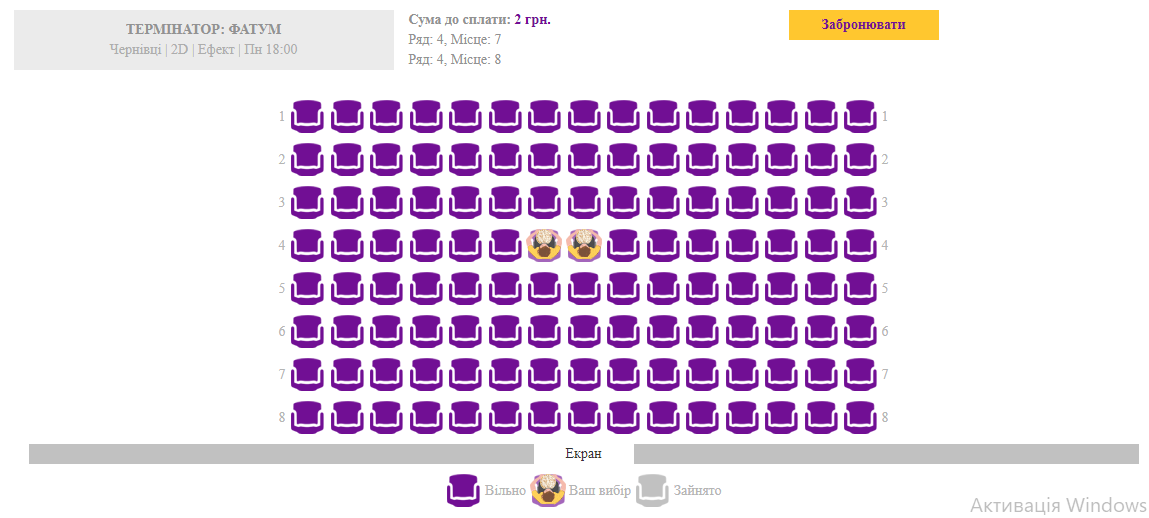 ТЕРМІНАТОР: ФАТУМ
Чернівці | 2D | Ефект | Пн 18:00
Сума до сплати: 2 грн.
Ряд: 4, Місце: 7
Ряд: 4, Місце: 8
Забронювати
1 1
2 2
3 3
4 4
5 5
6 6
7 7
8 8
Екран
Вільно Ваш вибір Зайнято
Активація Windows